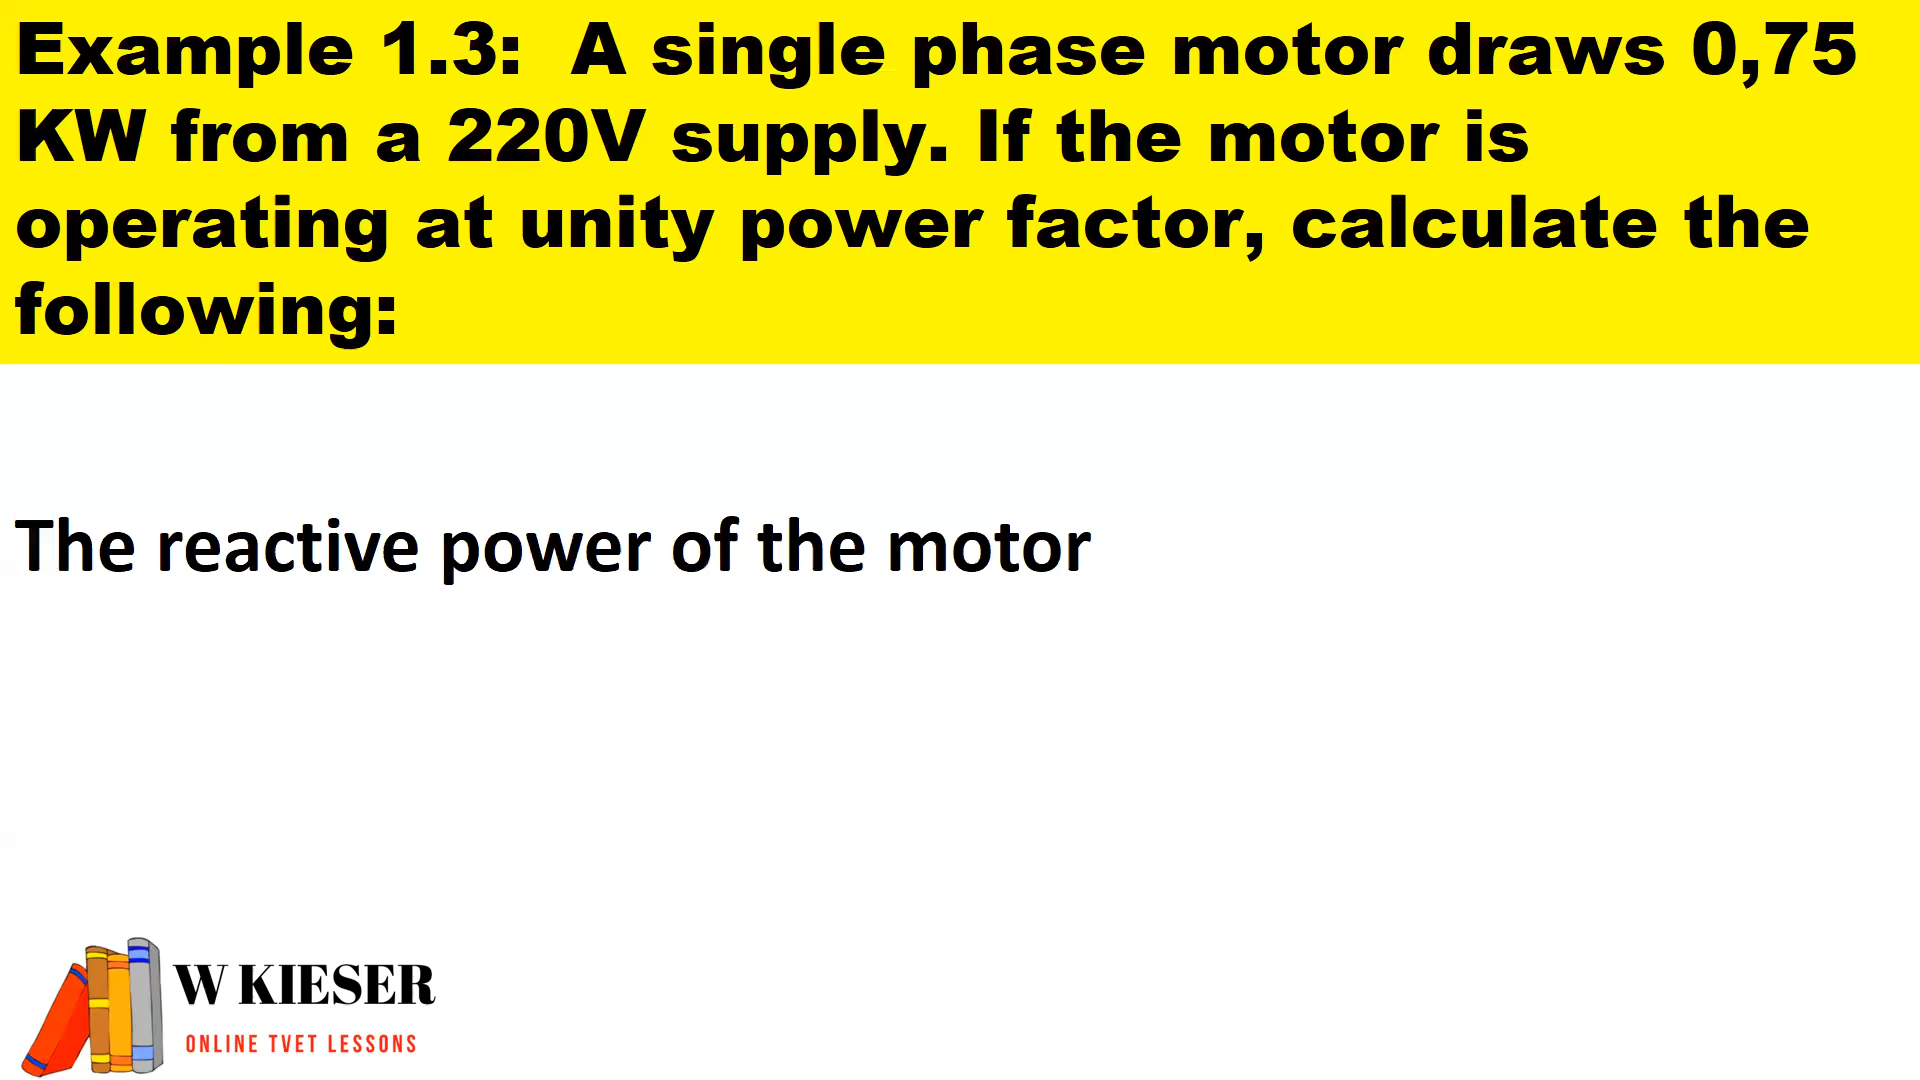 Example 1.3:  A single phase motor draws 0,75
KW from a 220V supply. If the motor is
operating at unity power factor, calculate the
following:
The reactive power of the motor
W KIESER
ONLINE TVET LESSONS